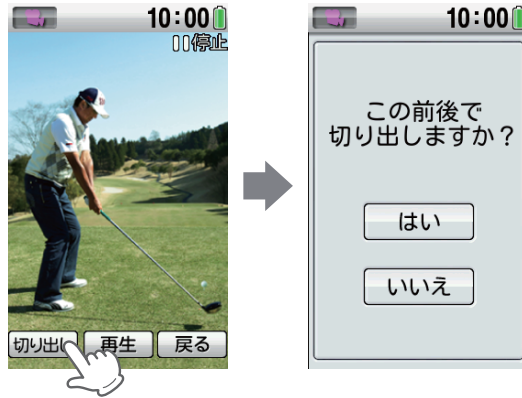 10:00
停止
切り出し
再生
戻る
10:00
この前後で
切り出しますか？
はい
いいえ